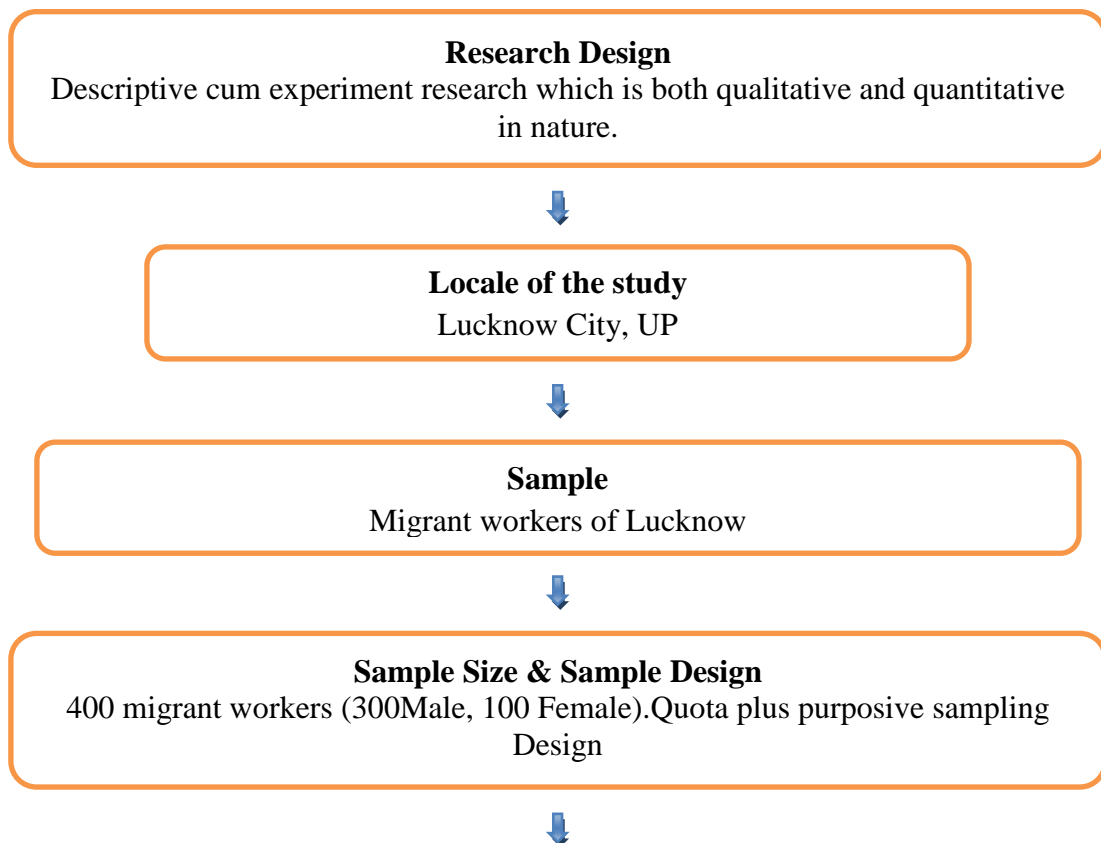 Research Design
Descriptive cum experiment research which is both qualitative and quantitative
in nature.
Locale of the study
Lucknow City, UP
Sample
Migrant workers of Lucknow
Sample Size & Sample Design
400 migrant workers (300Male, 100 Female).Quota plus purposive sampling
Design